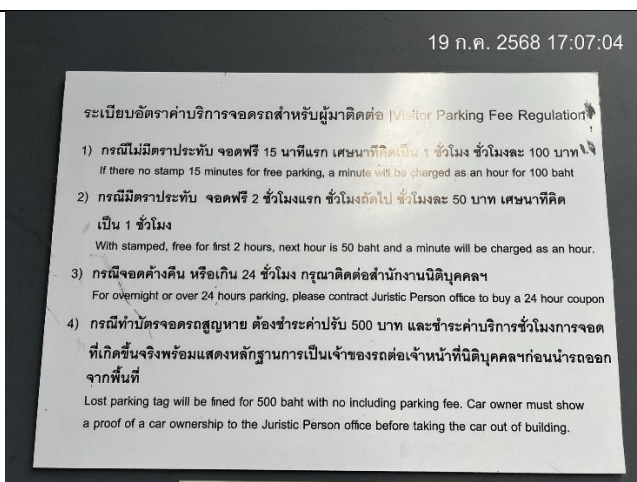 19 ก.ค. 2568 17:07:04
ระเบียบอัตราค่าบริการจอดรถสำหรับผู้มาติดต่อ |Visitor Parking Fee Regulation
1) กรณีไม่มีตราประทับ จอดฟรี 15 นาทีแรก เศษนาทีคิดเป็น 1 ชั่วโมง ชั่วโมงละ 100 บาท
If there no stamp 15 minutes for free parking, a minute will be charged as an hour for 100 baht
2) กรณีมีตราประทับ จอดฟรี 2 ชั่วโมงแรก ชั่วโมงถัดไป ชั่วโมงละ 50 บาท เศษนาทีคิด
เป็น 1 ชั่วโมง
With stamped, free for first 2 hours, next hour is 50 baht and a minute will be charged as an hour.
3) กรณีจอดค้างคืน หรือเกิน 24 ชั่วโมง กรุณาติดต่อสำนักงานนิติบุคคลฯ
For overnight or over 24 hours parking, please contract Juristic Person office to buy a 24 hour coupon
4) กรณีทำบัตรจอดรถสูญหาย ต้องชำระค่าปรับ 500 บาท และชำระค่าบริการชั่วโมงการจอด
ที่เกิดขึ้นจริงพร้อมแสดงหลักฐานการเป็นเจ้าของรถต่อเจ้าหน้าที่นิติบุคคลฯก่อนนำรถออก
จากพื้นที่
Lost parking tag will be fined for 500 baht with no including parking fee. Car owner must show
a proof of a car ownership to the Juristic Person office before taking the car out of building.